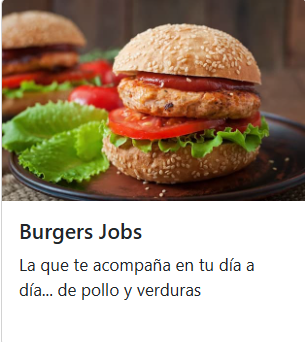 Burgers Jobs
La que te acompaña en tu día a
día... de pollo y verduras